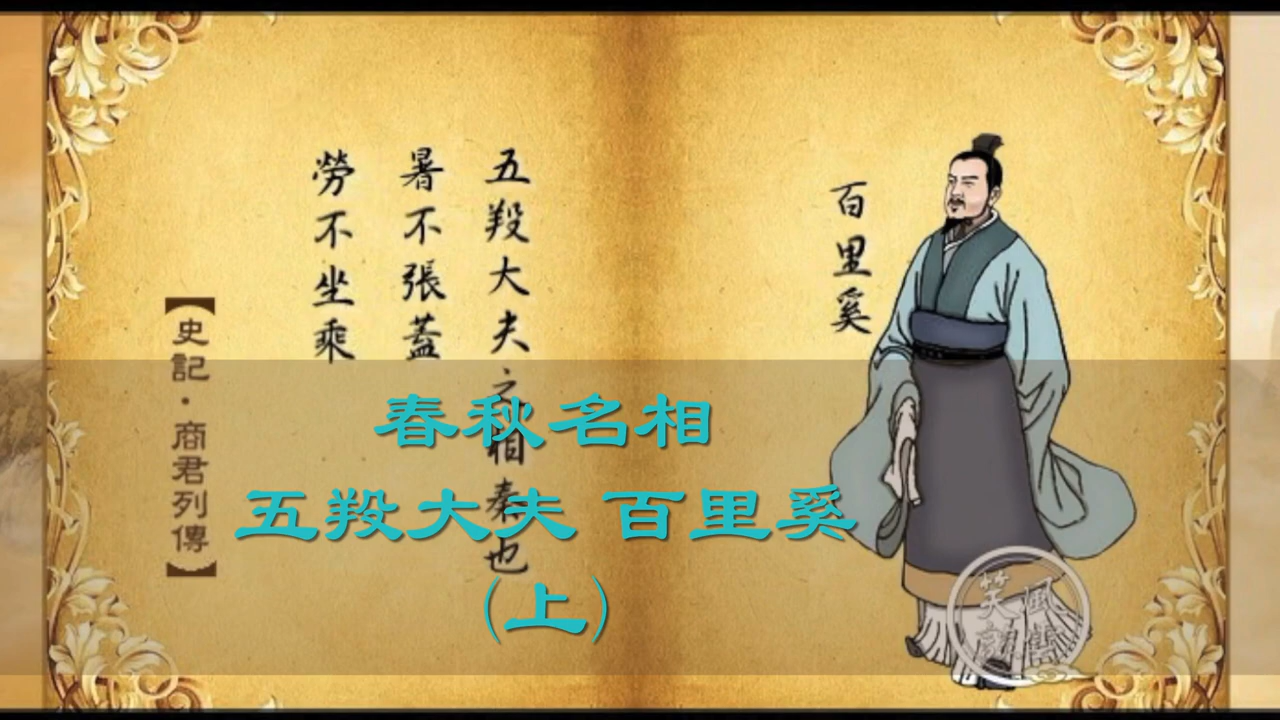 百里奚
五羖大夫之相秦也
暑不張蓋
勞不坐乘
【史記·商君列傳】
春秋名相
五羖大夫 百里奚
(上)